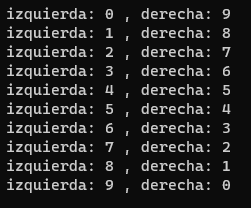 izquierda: 0 , derecha: 9
izquierda: 1 , derecha: 8
izquierda: 2 , derecha: 7
izquierda: 3 , derecha: 6
izquierda: 4 , derecha: 5
izquierda: 5 , derecha: 4
izquierda: 6 , derecha: 3
izquierda: 7 , derecha: 2
izquierda: 8 , derecha: 1
izquierda: 9 , derecha: 0